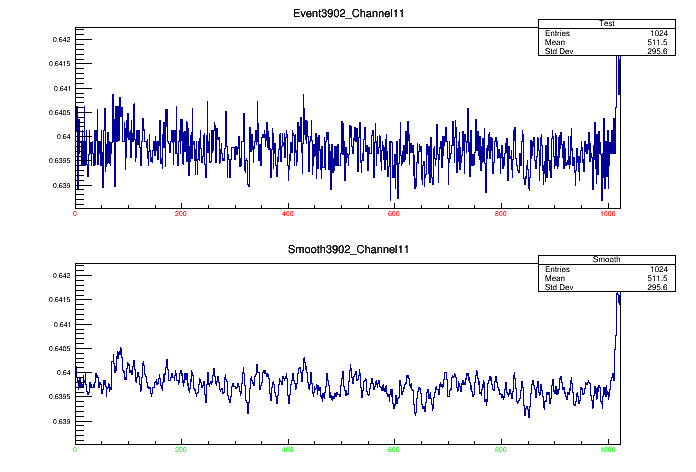 Event3902_Channel11
Test
Entries 1024
Mean 511.5
Std Dev 295.6
0.642
0.6415
0.641
0.6405
0.64
0.6395
0.639
0 200 400 600 800 1000
Smooth3902_Channel11
Smooth
Entries 1024
Mean 511.5
Std Dev 295.6
0.642
0.6415
0.641
0.6405
0.64
0.6395
0.639
0 200 400 600 800 1000